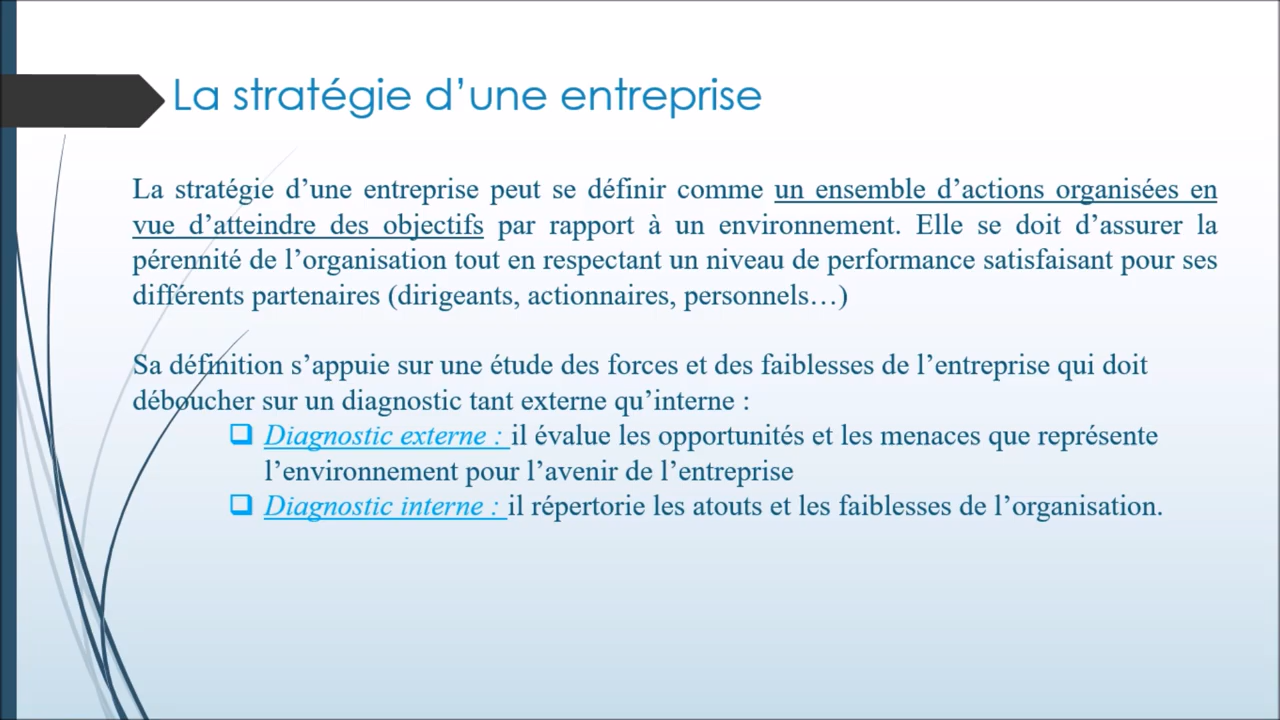 La stratégie d’une entreprise
La stratégie d’une entreprise peut se définir comme un ensemble d’actions organisées en
vue d’atteindre des objectifs par rapport à un environnement. Elle se doit d’assurer la
pérennité de l’organisation tout en respectant un niveau de performance satisfaisant pour ses
différents partenaires (dirigeants, actionnaires, personnels…)
Sa définition s’appuie sur une étude des forces et des faiblesses de l’entreprise qui doit
déboucher sur un diagnostic tant externe qu’interne :
❑ Diagnostic externe : il évalue les opportunités et les menaces que représente
l’environnement pour l’avenir de l’entreprise
❑ Diagnostic interne : il répertorie les atouts et les faiblesses de l’organisation.